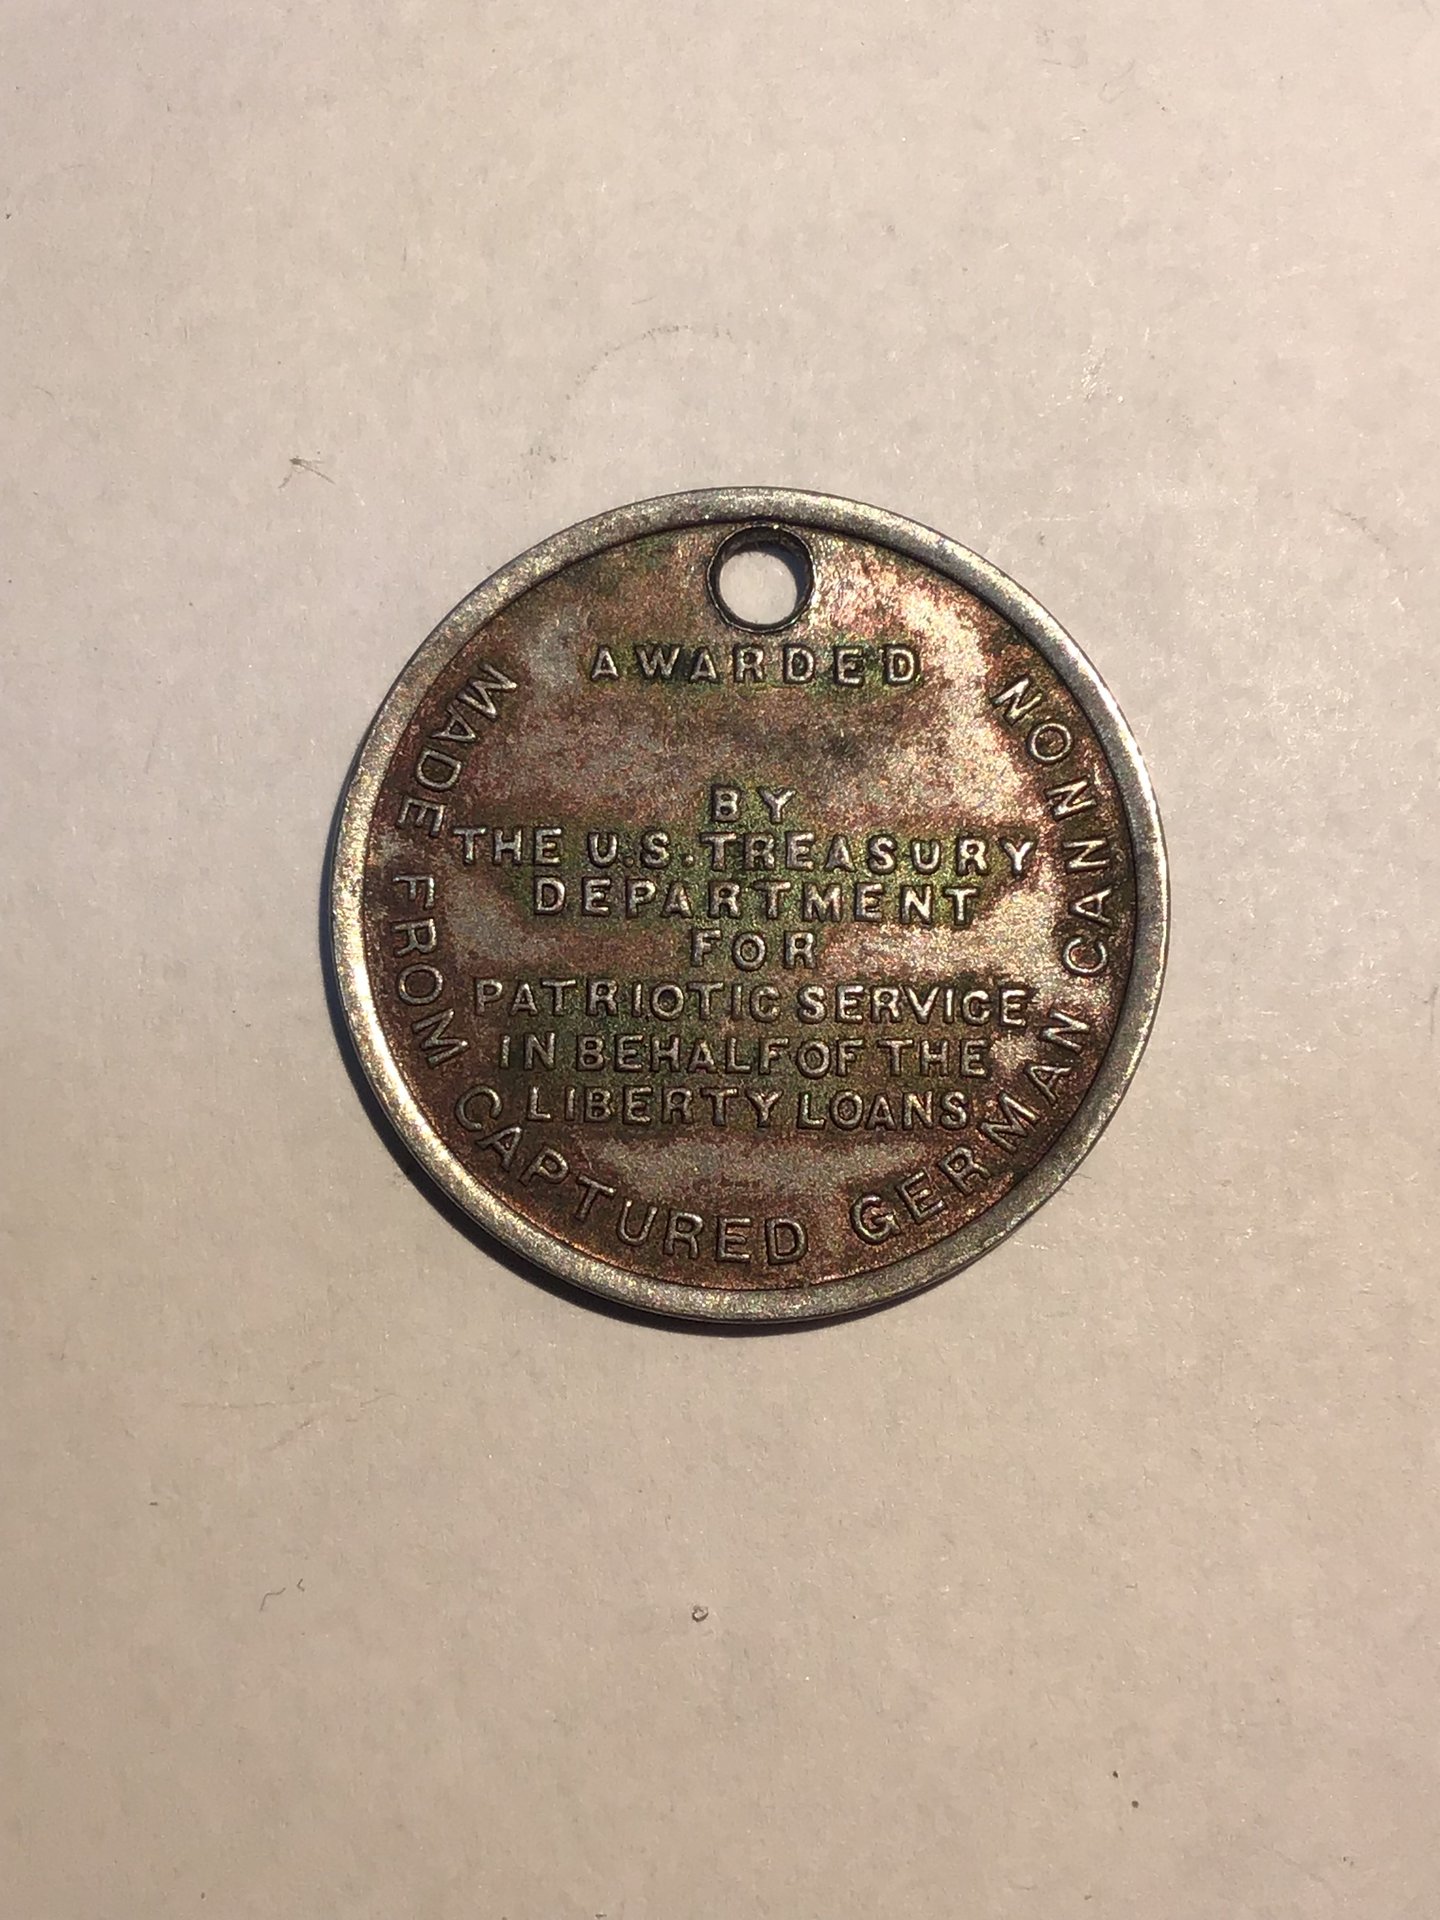 AWARDED
BY
THE U.S. TREASURY
DEPARTMENT
FOR
PATRIOTIC SERVICE
IN BEHALF OF THE
LIBERTY LOANS
MADE FROM CAPTURED GERMAN CANNON